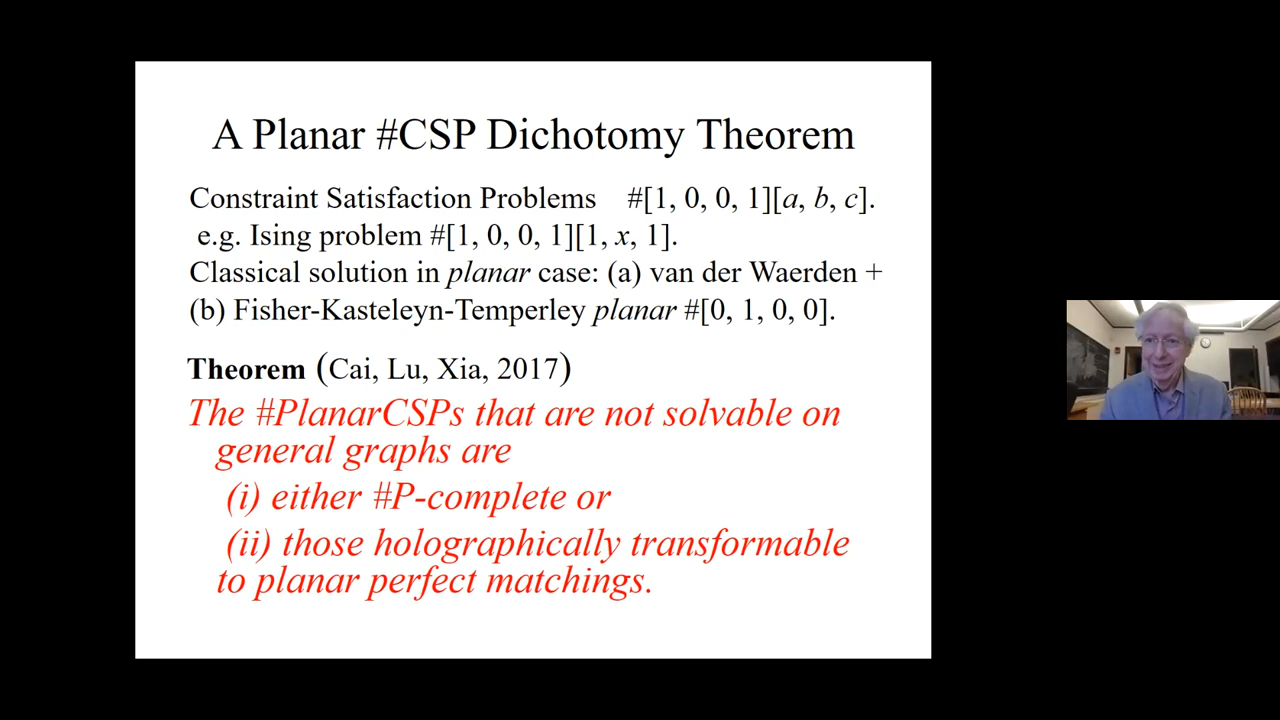 A Planar #CSP Dichotomy Theorem
Constraint Satisfaction Problems #[1, 0, 0, 1][a, b, c].
e.g. Ising problem #[1, 0, 0, 1][1, x, 1].
Classical solution in planar case: (a) van der Waerden +
(b) Fisher-Kasteleyn-Temperley planar #[0, 1, 0, 0].
Theorem (Cai, Lu, Xia, 2017)
The #PlanarCSPs that are not solvable on
general graphs are
(i) either #P-complete or
(ii) those holographically transformable
to planar perfect matchings.